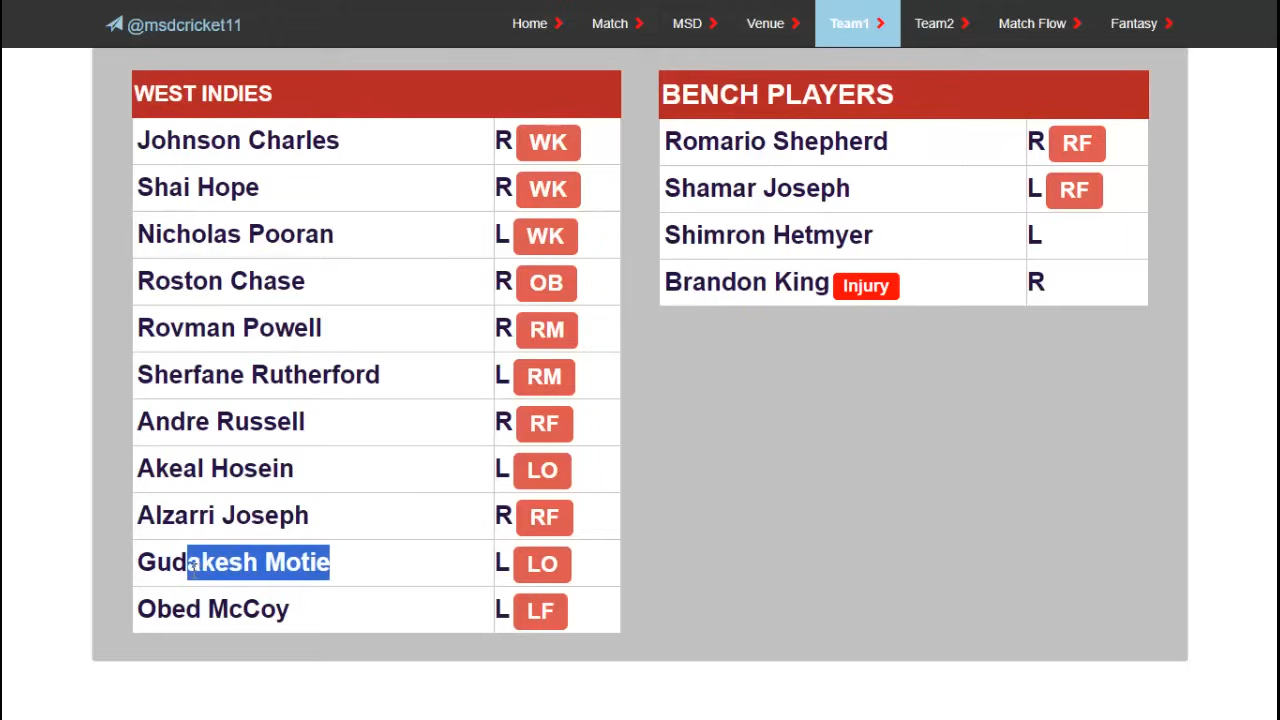 @msdcricket11
Home Match MSD Venue Team1 Team2 Match Flow Fantasy
WEST INDIES
Johnson Charles R WK
Shai Hope R WK
Nicholas Pooran L WK
Roston Chase R OB
Rovman Powell R RM
Sherfane Rutherford L RM
Andre Russell R RF
Akeal Hosein L LO
Alzarri Joseph R RF
Gudakesh Motie L LO
Obed McCoy L LF
BENCH PLAYERS
Romario Shepherd R RF
Shamar Joseph L RF
Shimron Hetmyer L
Brandon King Injury R